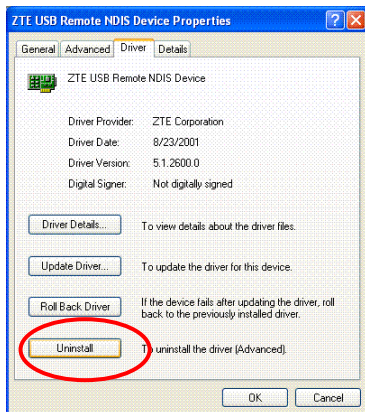 ZTE USB Remote NDIS Device Properties
General Advanced Driver Details
ZTE USB Remote NDIS Device
Driver Provider: ZTE Corporation
Driver Date: 8/23/2001
Driver Version: 5.1.2600.0
Digital Signer: Not digitally signed
Driver Details... To view details about the driver files.
Update Driver... To update the driver for this device.
Roll Back Driver If the device fails after updating the driver, roll
back to the previously installed driver.
Uninstall To uninstall the driver (Advanced).
OK Cancel